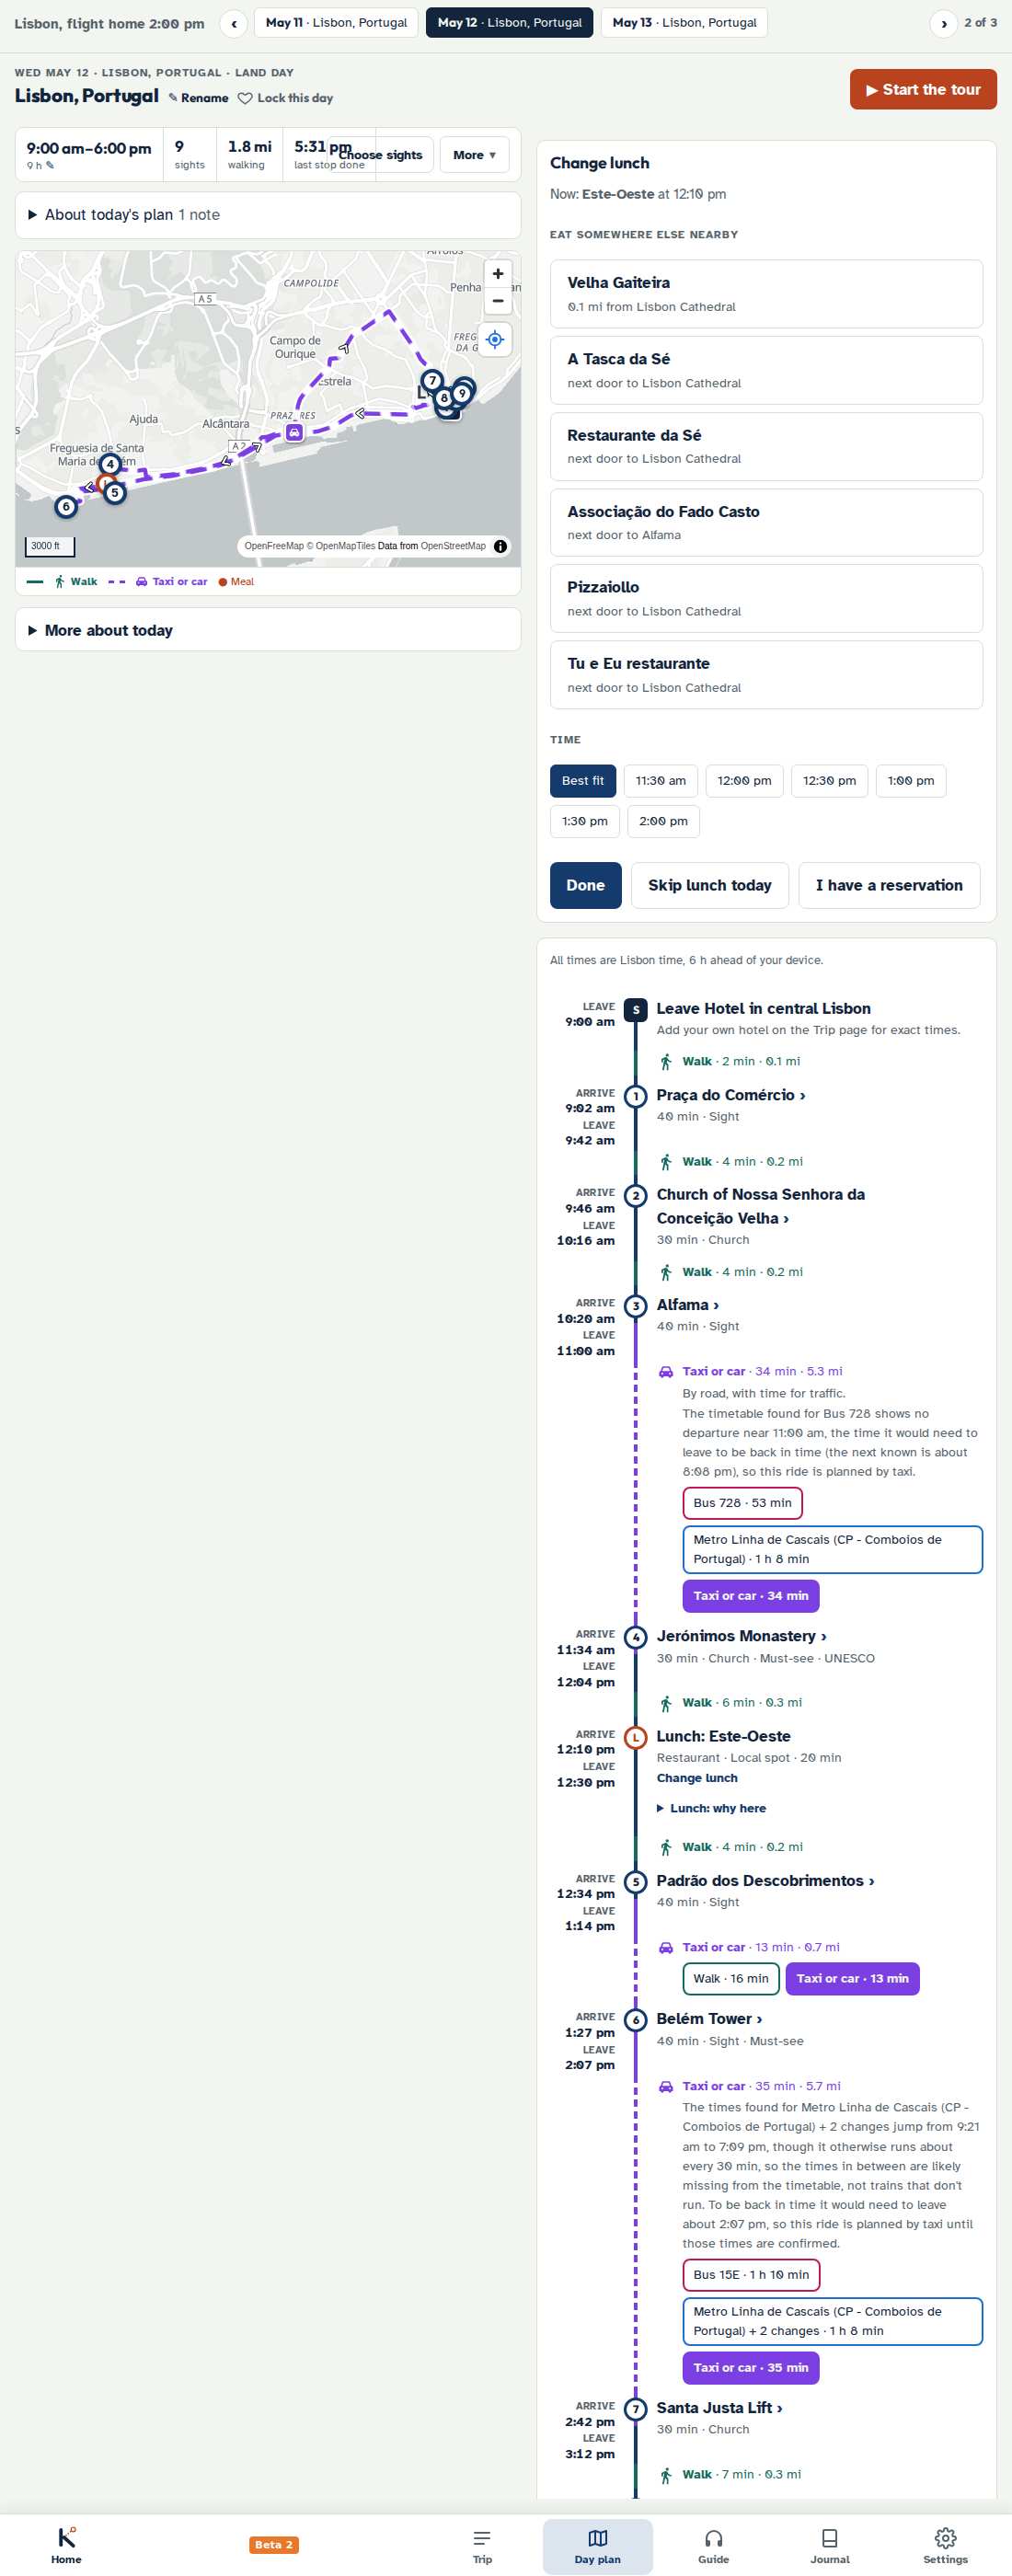 Lisbon, flight home 2:00 pm
‹
May 11 · Lisbon, Portugal
May 12 · Lisbon, Portugal
May 13 · Lisbon, Portugal
›
2 of 3
WED MAY 12 · LISBON, PORTUGAL · LAND DAY
Lisbon, Portugal ✎ Rename Lock this day
▶ Start the tour
9:00 am–6:00 pm
9 h ✎
9
sights
1.8 mi
walking
5:31 pm
last stop done
Choose sights
More ▾
▶ About today's plan 1 note
CAMPOLIDE
A 5
Penha
Campo de
Ourique
Estrela
PRAZ RES
Ajuda
Alcântara
A 2
Freguesia de Santa
7
8
9
4
5
6
+
−
3000 ft
OpenFreeMap © OpenMapTiles Data from OpenStreetMap
Walk
Taxi or car
Meal
▶ More about today
Change lunch
Now: Este-Oeste at 12:10 pm
EAT SOMEWHERE ELSE NEARBY
Velha Gaiteira
0.1 mi from Lisbon Cathedral
A Tasca da Sé
next door to Lisbon Cathedral
Restaurante da Sé
next door to Lisbon Cathedral
Associação do Fado Casto
next door to Alfama
Pizzaiollo
next door to Lisbon Cathedral
Tu e Eu restaurante
next door to Lisbon Cathedral
TIME
Best fit
11:30 am
12:00 pm
12:30 pm
1:00 pm
1:30 pm
2:00 pm
Done
Skip lunch today
I have a reservation
All times are Lisbon time, 6 h ahead of your device.
LEAVE
9:00 am
S
Leave Hotel in central Lisbon
Add your own hotel on the Trip page for exact times.
Walk · 2 min · 0.1 mi
ARRIVE
9:02 am
LEAVE
9:42 am
1
Praça do Comércio ›
40 min · Sight
Walk · 4 min · 0.2 mi
ARRIVE
9:46 am
LEAVE
10:16 am
2
Church of Nossa Senhora da
Conceição Velha ›
30 min · Church
Walk · 4 min · 0.2 mi
ARRIVE
10:20 am
LEAVE
11:00 am
3
Alfama ›
40 min · Sight
Taxi or car · 34 min · 5.3 mi
By road, with time for traffic.
The timetable found for Bus 728 shows no
departure near 11:00 am, the time it would need to
leave to be back in time (the next known is about
8:08 pm), so this ride is planned by taxi.
Bus 728 · 53 min
Metro Linha de Cascais (CP - Comboios de
Portugal) · 1 h 8 min
Taxi or car · 34 min
ARRIVE
11:34 am
LEAVE
12:04 pm
4
Jerónimos Monastery ›
30 min · Church · Must-see · UNESCO
Walk · 6 min · 0.3 mi
ARRIVE
12:10 pm
LEAVE
12:30 pm
L
Lunch: Este-Oeste
Restaurant · Local spot · 20 min
Change lunch
▶ Lunch: why here
Walk · 4 min · 0.2 mi
ARRIVE
12:34 pm
LEAVE
1:14 pm
5
Padrão dos Descobrimentos ›
40 min · Sight
Taxi or car · 13 min · 0.7 mi
Walk · 16 min
Taxi or car · 13 min
ARRIVE
1:27 pm
LEAVE
2:07 pm
6
Belém Tower ›
40 min · Sight · Must-see
Taxi or car · 35 min · 5.7 mi
The times found for Metro Linha de Cascais (CP -
Comboios de Portugal) + 2 changes jump from 9:21
am to 7:09 pm, though it otherwise runs about
every 30 min, so the times in between are likely
missing from the timetable, not trains that don't
run. To be back in time it would need to leave
about 2:07 pm, so this ride is planned by taxi until
those times are confirmed.
Bus 15E · 1 h 10 min
Metro Linha de Cascais (CP - Comboios de
Portugal) + 2 changes · 1 h 8 min
Taxi or car · 35 min
ARRIVE
2:42 pm
LEAVE
3:12 pm
7
Santa Justa Lift ›
30 min · Church
Walk · 7 min · 0.3 mi
Home
Beta 2
Trip
Day plan
Guide
Journal
Settings